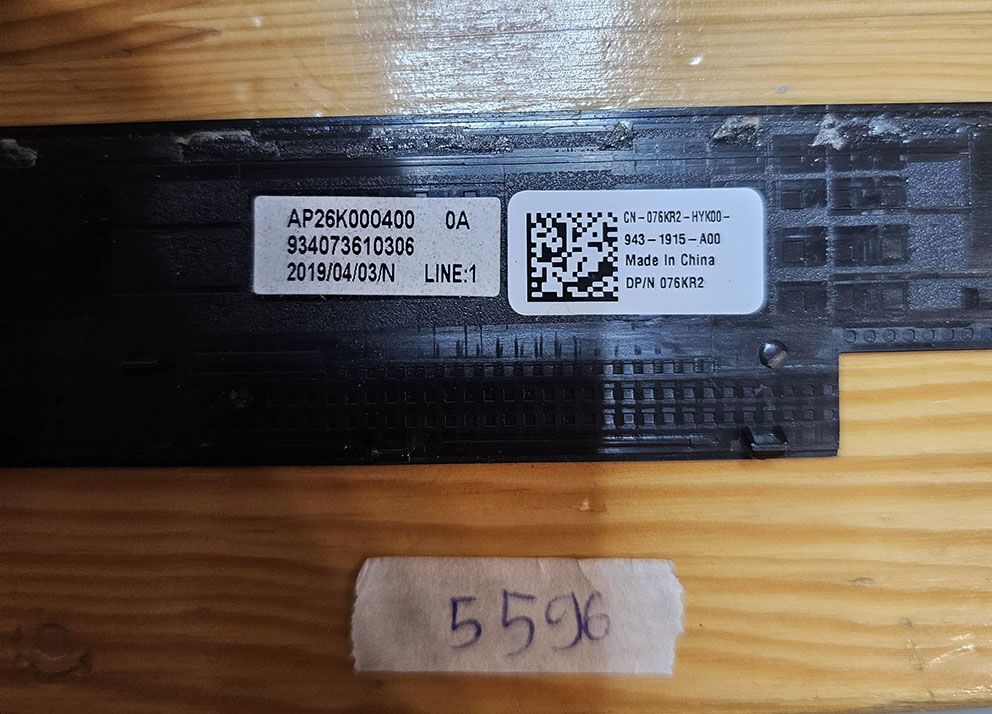 AP26K000400 0A
934073610306
2019/04/03/N LINE:1
CN-076KR2-HYK00-
943-1915-A00
Made In China
DP/N 076KR2
5596